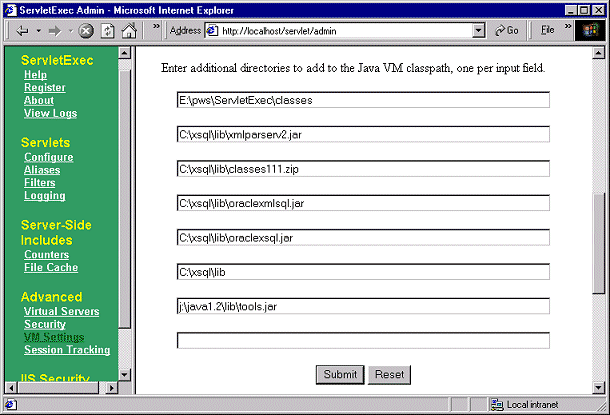 ServletExec Admin - Microsoft Internet Explorer
Address http://localhost/servlet/admin Go File
ServletExec
Help
Register
About
View Logs
Servlets
Configure
Aliases
Filters
Logging
Server-Side
Includes
Counters
File Cache
Advanced
Virtual Servers
Security
VM Settings
Session Tracking
IIS Security
Enter additional directories to add to the Java VM classpath, one per input field.
E:\pws\ServletExec\classes
C:\xsql\lib\xmlparserv2.jar
C:\xsql\lib\classes111.zip
C:\xsql\lib\oraclexmlsql.jar
C:\xsql\lib\oraclexsql.jar
C:\xsql\lib
j:\java1.2\lib\tools.jar
Submit Reset
Local intranet